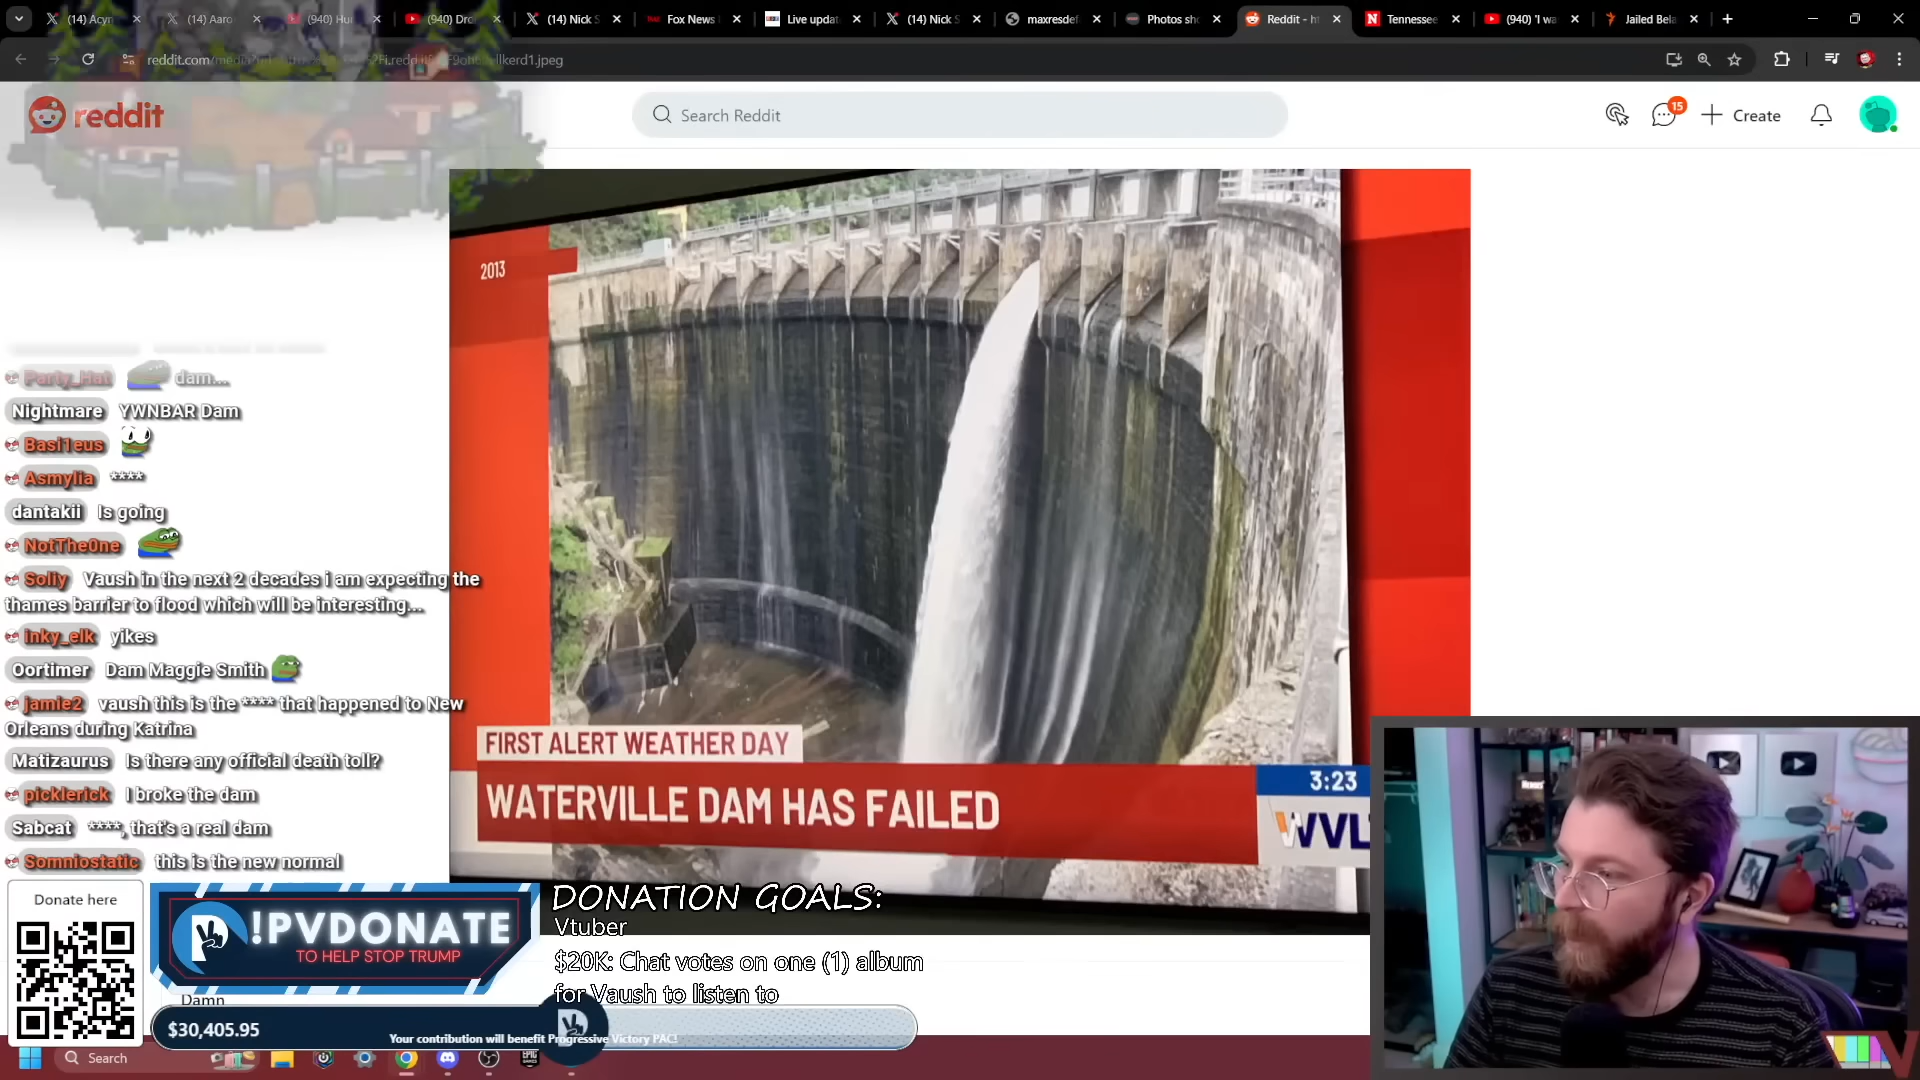 (14) Acyn
(14) Aaro
(940) Hu
(940) Dro
(14) Nick S
Fox News
Live updat
(14) Nick S
maxresdef
Photos sh
Reddit - ht
Tennessee
(940) 'I wa
Jailed Bela
reddit.com/
llkerd1.jpeg
reddit
Search Reddit
15
Create
2013
FIRST ALERT WEATHER DAY
WATERVILLE DAM HAS FAILED
3:23
WVL
Party_Hat dam...
Nightmare YWNBAR Dam
Basi1eus
Asmylia ****
dantakii Is going
NotThe0ne
Solly Vaush in the next 2 decades i am expecting the
thames barrier to flood which will be interesting...
inky_elk yikes
Oortimer Dam Maggie Smith
jamie2 vaush this is the **** that happened to New
Orleans during Katrina
Matizaurus Is there any official death toll?
picklerick I broke the dam
Sabcat ****, that's a real dam
Somniostatic this is the new normal
Donate here
!PVDONATE
TO HELP STOP TRUMP
DONATION GOALS:
Vtuber
$20K: Chat votes on one (1) album
for Vaush to listen to
Damn
$30,405.95
Your contribution will benefit Progressive Victory PAC!
Search
EPIC